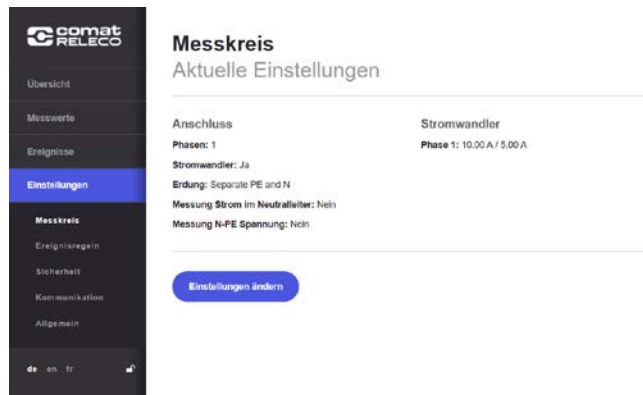 comat
RELECO
Übersicht
Messwerte
Ereignisse
Einstellungen
Messkreis
Ereignisregeln
Sicherheit
Kommunikation
Allgemein
de en fr
Messkreis
Aktuelle Einstellungen
Anschluss
Phasen: 1
Stromwandler: Ja
Erdung: Separate PE and N
Messung Strom im Neutralleiter: Nein
Messung N-PE Spannung: Nein
Stromwandler
Phase 1: 10.00 A / 5.00 A
Einstellungen ändern